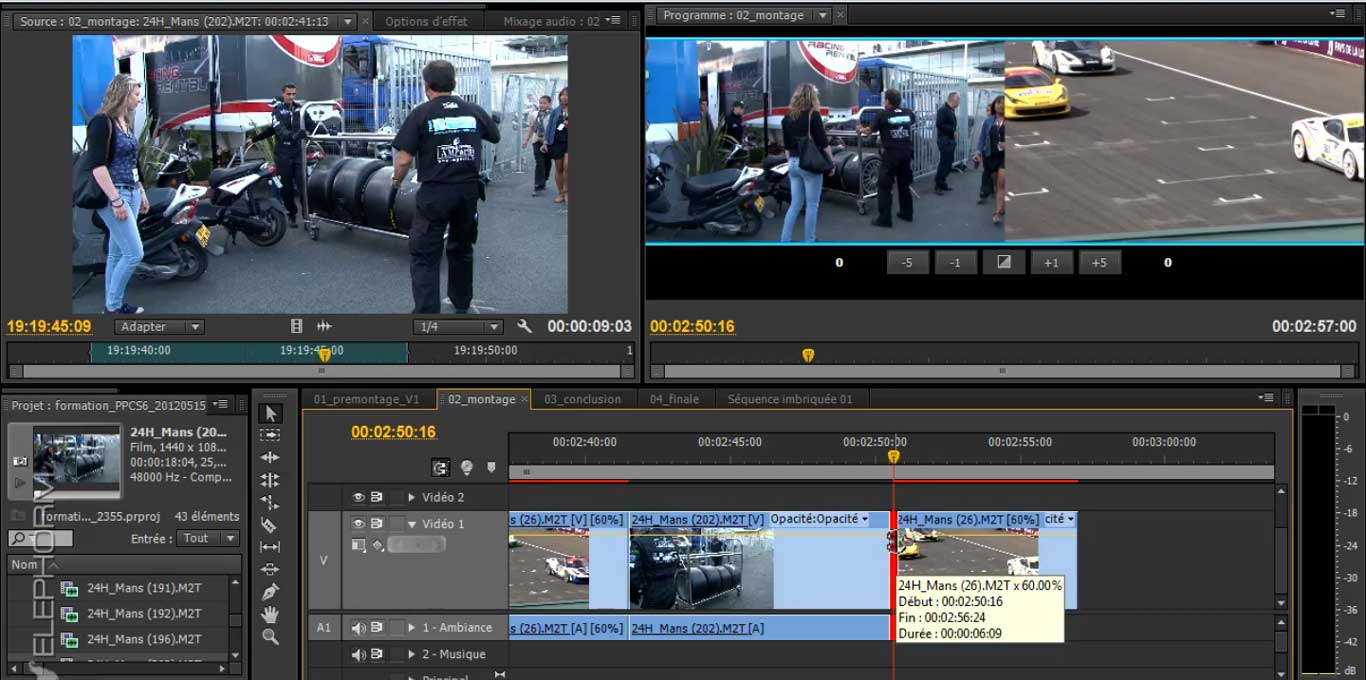 Source : 02_montage: 24H_Mans (202).M2T: 00:02:41:13
Options d'effet
Mixage audio : 02
Programme : 02_montage
RACING RENTAL
19:19:45:09
Adapter
1/4
00:00:09:03
19:19:40:00
19:19:45:00
19:19:50:00
1
0
-5
-1
+1
+5
0
00:02:50:16
00:02:57:00
Projet : formation_PPCS6_20120515
24H_Mans (20...
Film, 1440 x 108...
00:00:18:04, 25,...
48000 Hz - Comp...
formati..._2355.prproj
43 éléments
Entrée :
Tout
Nom
24H_Mans (191).M2T
24H_Mans (192).M2T
24H_Mans (196).M2T
ELEPHORM
01_premontage_V1
02_montage
03_conclusion
04_finale
Séquence imbriquée 01
00:02:50:16
00:02:40:00
00:02:45:00
00:02:50:00
00:02:55:00
00:03:00:00
Vidéo 2
V
Vidéo 1
s (26).M2T [V] [60%]
24H_Mans (202).M2T [V]
Opacité:Opacité
24H_Mans (26).M2T [60%]
cité
24H_Mans (26).M2T x 60.00%
Début : 00:02:50:16
Fin : 00:02:56:24
Durée : 00:00:06:09
A1
1 - Ambiance
s (26).M2T [A] [60%]
24H_Mans (202).M2T [A]
2 - Musique
Principal
0
-6
-12
-18
-24
-30
-36
-42
dB